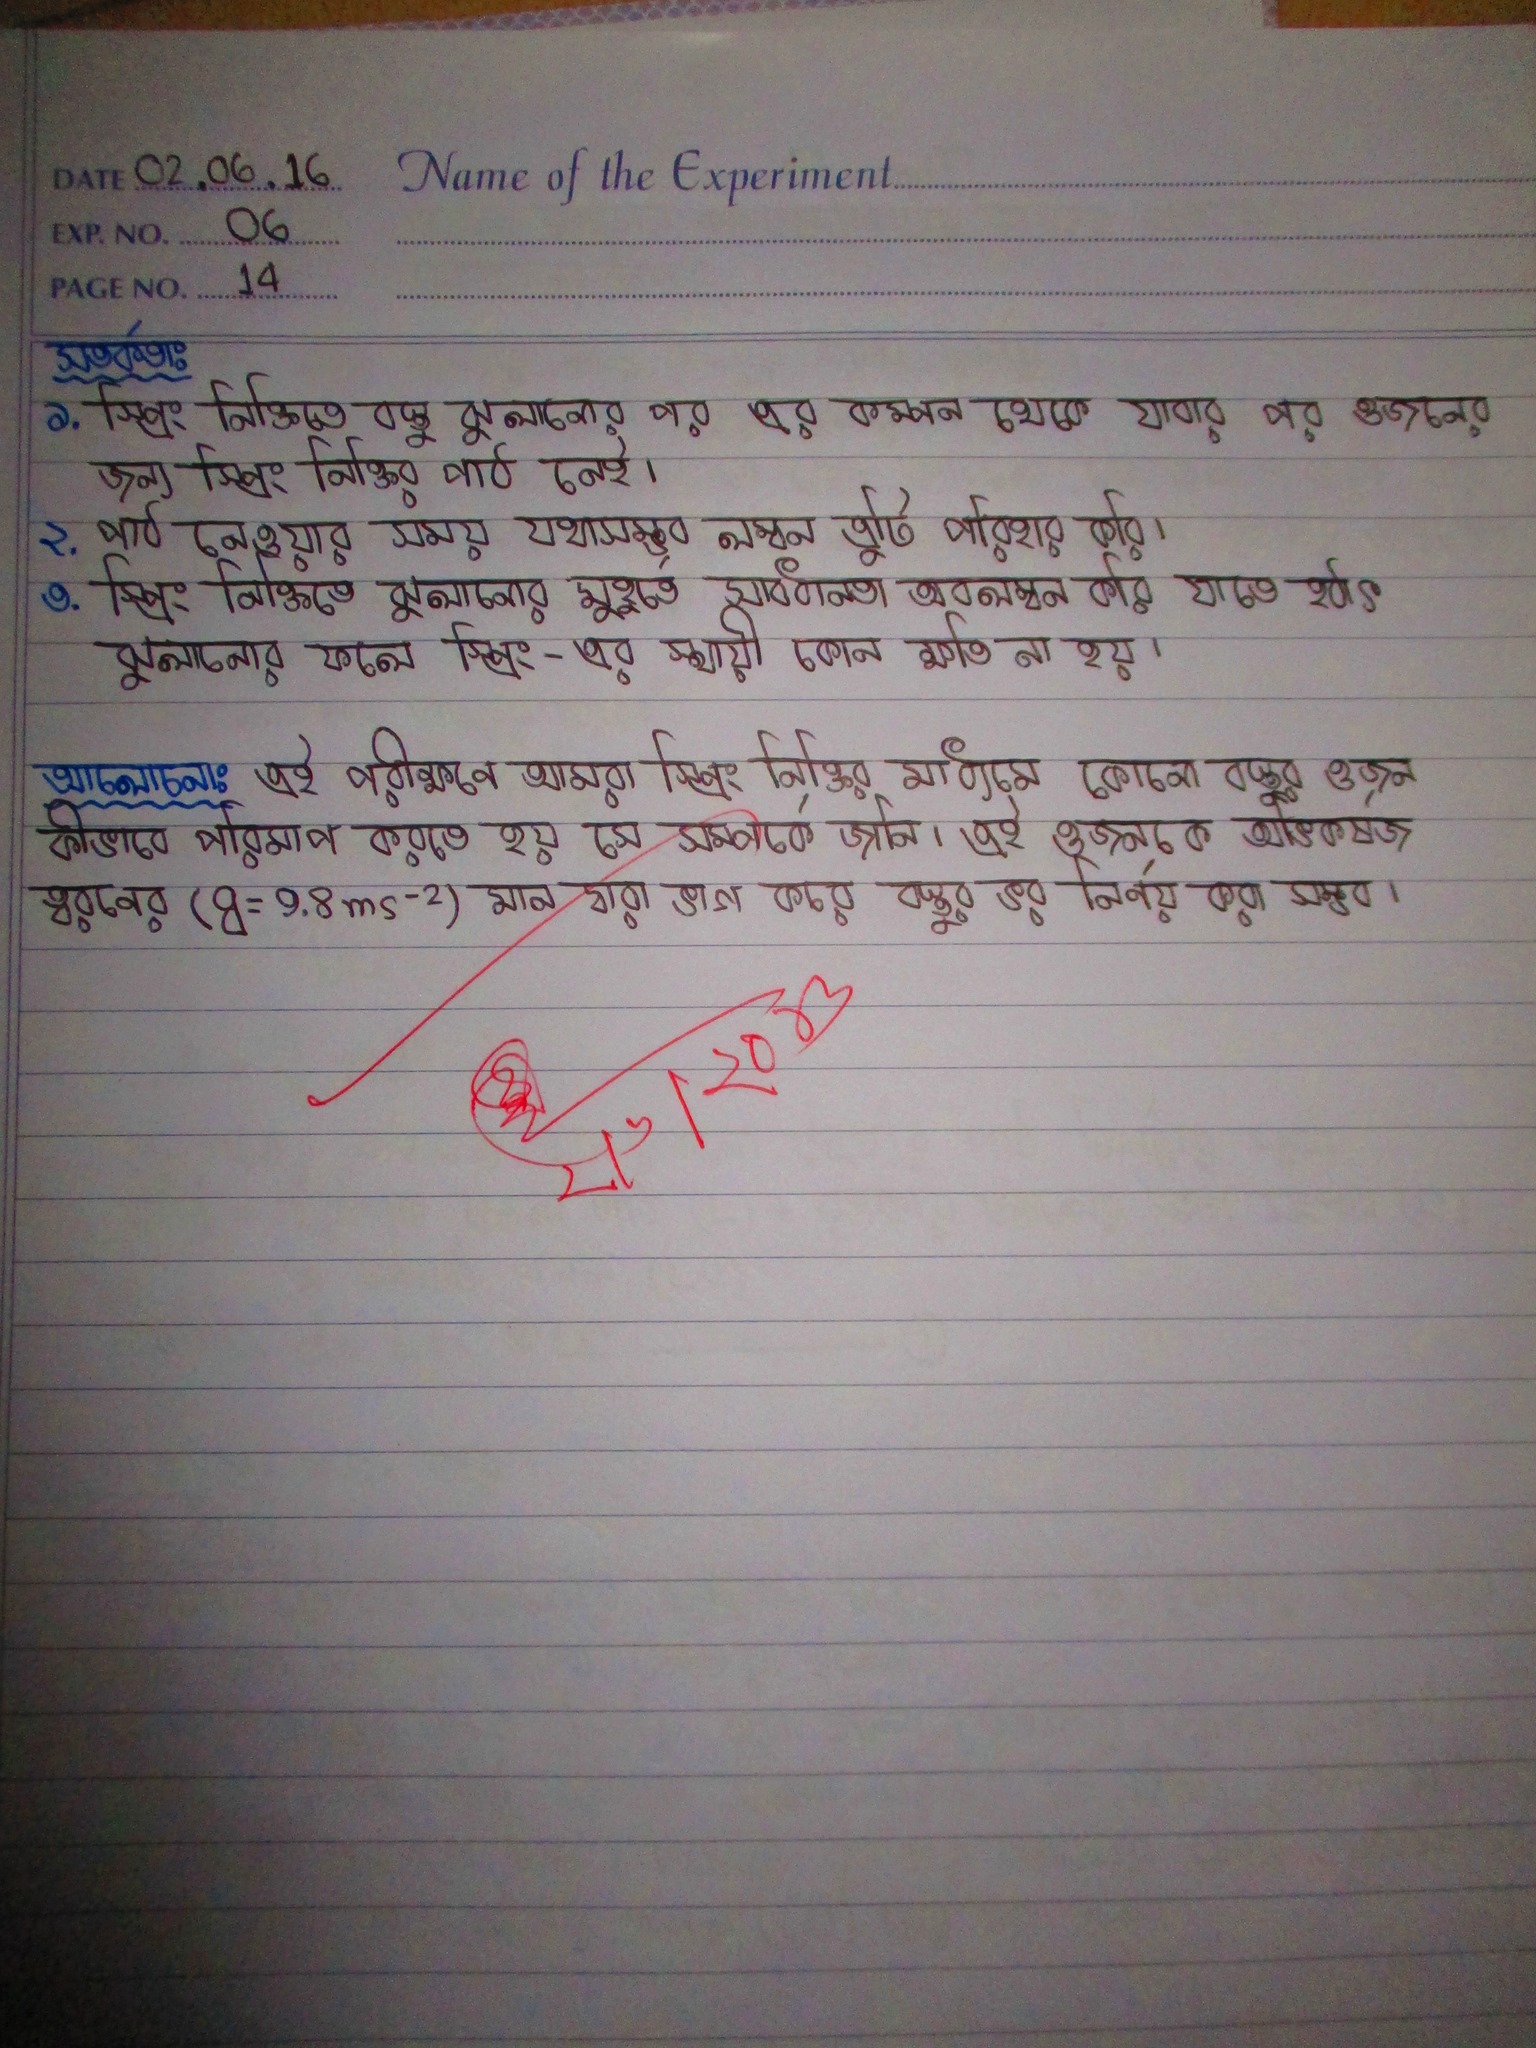 DATE 02.06.16 Name of the Experiment
EXP. NO. 06
PAGE NO. 14
সতর্কতাঃ
১. স্প্রিং নিক্তিতে বস্তু ঝুলানোর পর এর কম্পন থেকে যাবার পর ওজনের
জন্য স্প্রিং নিক্তির পাঠ নেই।
২. পাঠ নেওয়ার সময় যথাসম্ভব লম্বন ত্রুটি পরিহার করি।
৩. স্প্রিং নিক্তিতে ঝুলানোর মুহূর্তে সাবধানতা অবলম্বন করি যাতে হঠাৎ
ঝুলানোর ফলে স্প্রিং-এর স্থায়ী কোন ক্ষতি না হয়।
আলোচনাঃ এই পরীক্ষণে আমরা স্প্রিং নিক্তির মাধ্যমে কোনো বস্তুর ওজন
কীভাবে পরিমাপ করতে হয় সে সম্পর্কে জানি। এই ওজনকে অভিকর্ষজ
ত্বরণের (g = 9.8 ms⁻²) মান দ্বারা ভাগ করে বস্তুর ভর নির্ণয় করা সম্ভব।